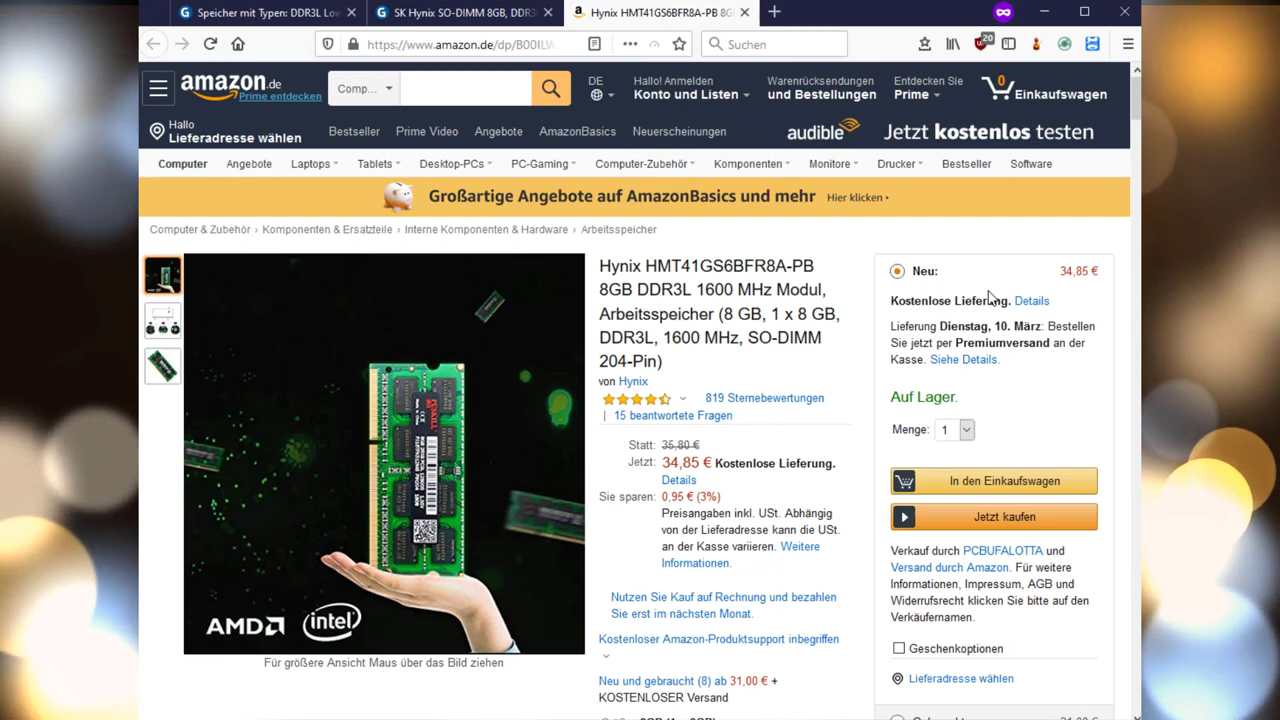 Speicher mit Typen: DDR3L Low
SK Hynix SO-DIMM 8GB, DDR3
Hynix HMT41GS6BFR8A-PB 8G
https://www.amazon.de/dp/B00ILW
Suchen
20
amazon.de
Prime entdecken
Comp...
DE
Hallo! Anmelden
Konto und Listen
Warenrücksendungen
und Bestellungen
Entdecken Sie
Prime
0
Einkaufswagen
Hallo
Lieferadresse wählen
Bestseller
Prime Video
Angebote
AmazonBasics
Neuerscheinungen
audible
Jetzt kostenlos testen
Computer
Angebote
Laptops
Tablets
Desktop-PCs
PC-Gaming
Computer-Zubehör
Komponenten
Monitore
Drucker
Bestseller
Software
Großartige Angebote auf AmazonBasics und mehr Hier klicken ›
Computer & Zubehör › Komponenten & Ersatzteile › Interne Komponenten & Hardware › Arbeitsspeicher
AMD intel
Für größere Ansicht Maus über das Bild ziehen
Hynix HMT41GS6BFR8A-PB
8GB DDR3L 1600 MHz Modul,
Arbeitsspeicher (8 GB, 1 x 8 GB,
DDR3L, 1600 MHz, SO-DIMM
204-Pin)
von Hynix
819 Sternebewertungen
| 15 beantwortete Fragen
Statt: 35,80 €
Jetzt: 34,85 € Kostenlose Lieferung.
Details
Sie sparen: 0,95 € (3%)
Preisangaben inkl. USt. Abhängig
von der Lieferadresse kann die USt.
an der Kasse variieren. Weitere
Informationen.
Nutzen Sie Kauf auf Rechnung und bezahlen
Sie erst im nächsten Monat.
Kostenloser Amazon-Produktsupport inbegriffen
Neu und gebraucht (8) ab 31,00 € +
KOSTENLOSER Versand
Neu: 34,85 €
Kostenlose Lieferung. Details
Lieferung Dienstag, 10. März: Bestellen
Sie jetzt per Premiumversand an der
Kasse. Siehe Details.
Auf Lager.
Menge: 1
In den Einkaufswagen
Jetzt kaufen
Verkauf durch PCBUFALOTTA und
Versand durch Amazon. Für weitere
Informationen, Impressum, AGB und
Widerrufsrecht klicken Sie bitte auf den
Verkäufernamen.
Geschenkoptionen
Lieferadresse wählen